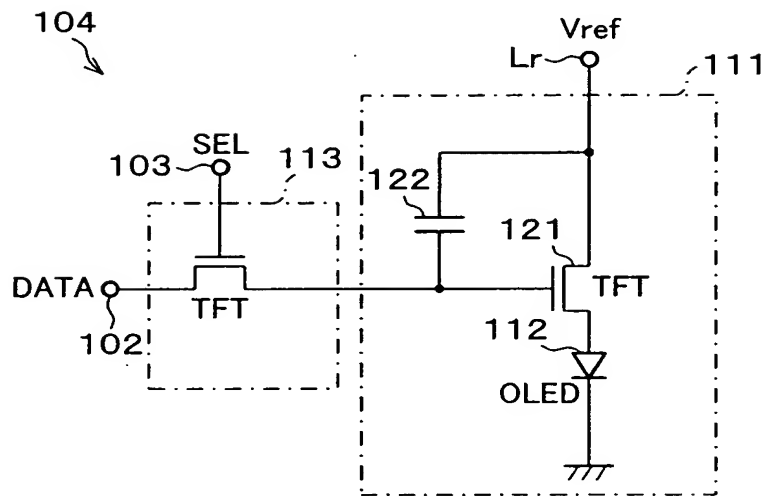 104
Vref
Lr
111
SEL
103
113
122
121
DATA
TFT
TFT
102
112
OLED